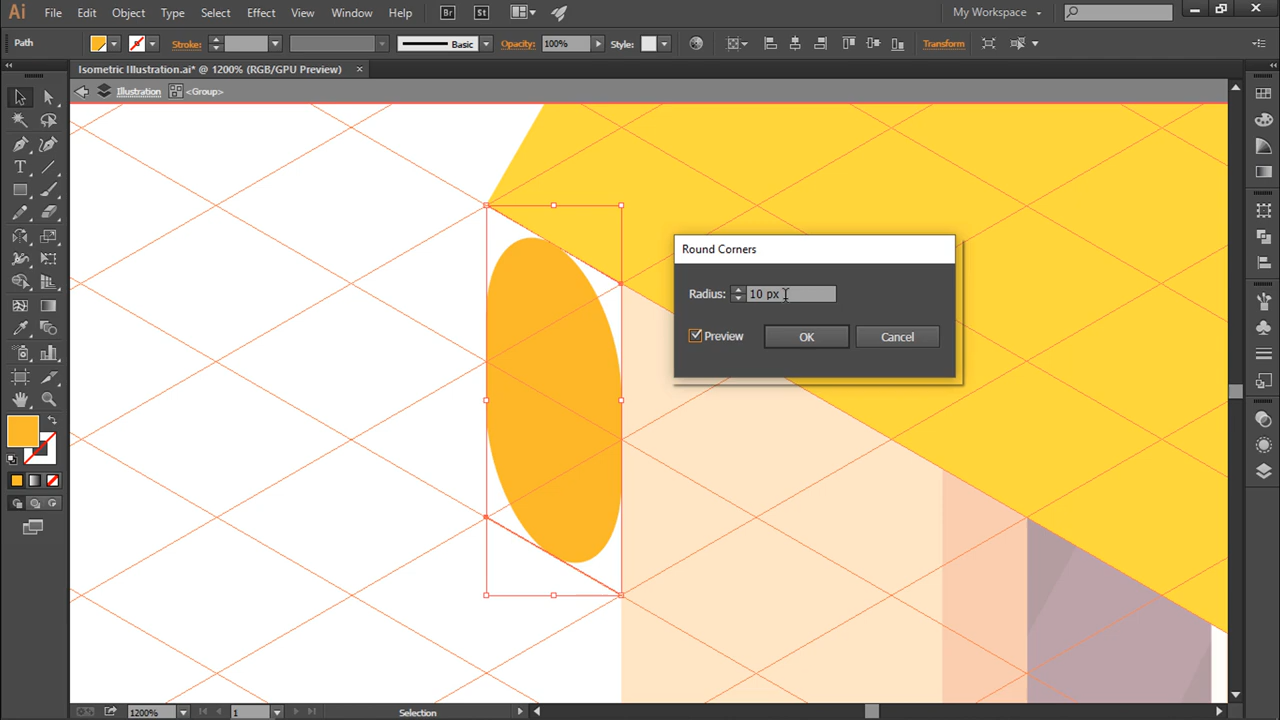 Ai File Edit Object Type Select Effect View Window Help Br St My Workspace
Path Stroke: Basic Opacity: 100% Style: Transform
Isometric Illustration.ai* @ 1200% (RGB/GPU Preview) ×
Illustration <Group>
Round Corners
Radius: 10 px
Preview OK Cancel
1200% 1 Selection